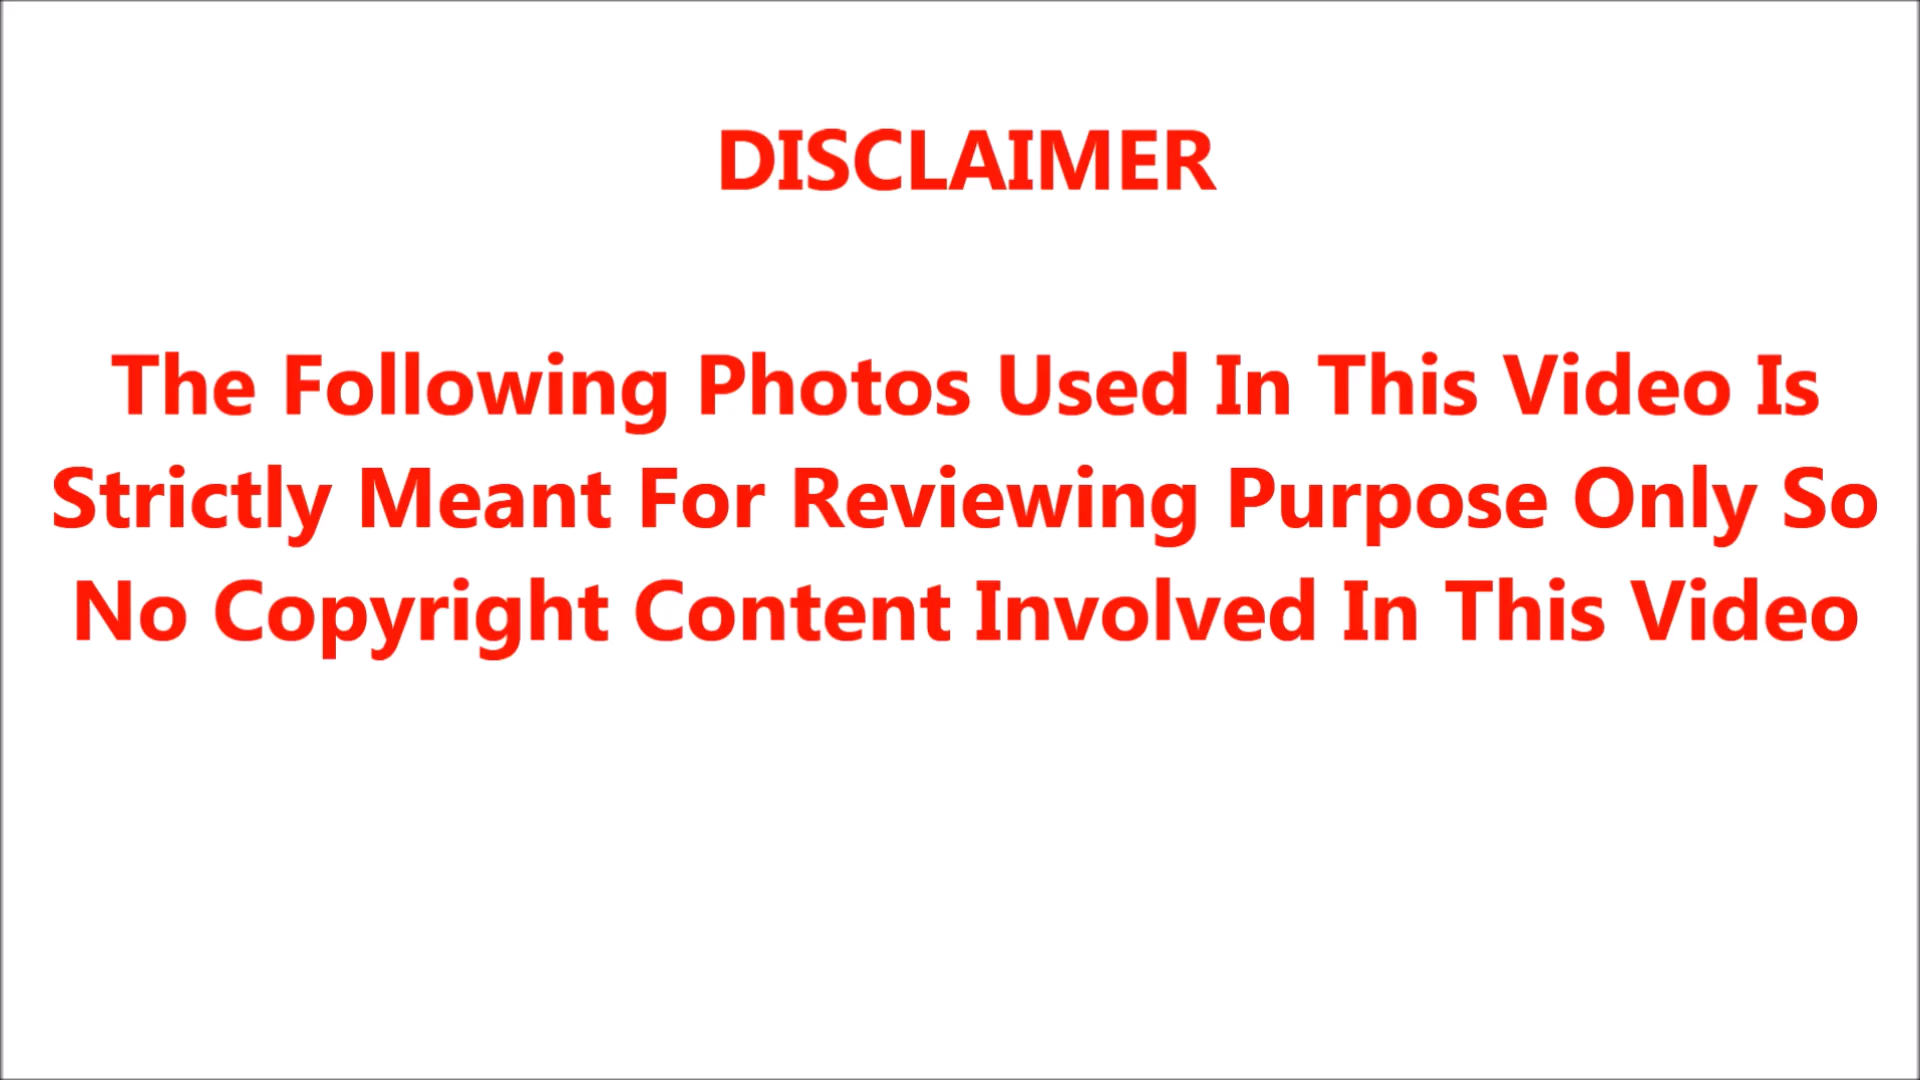 DISCLAIMER
The Following Photos Used In This Video Is
Strictly Meant For Reviewing Purpose Only So
No Copyright Content Involved In This Video